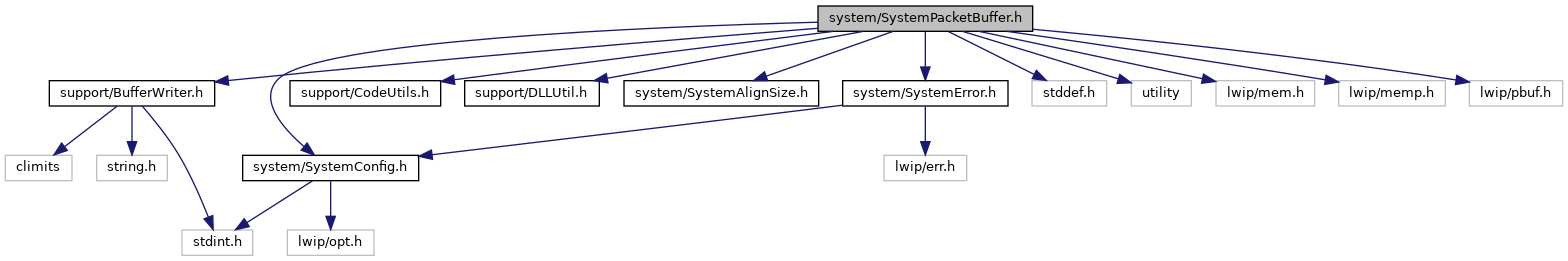 system/SystemPacketBuffer.h
support/BufferWriter.h
support/CodeUtils.h
support/DLLUtil.h
system/SystemAlignSize.h
system/SystemError.h
stddef.h
utility
lwip/mem.h
lwip/memp.h
lwip/pbuf.h
climits
string.h
system/SystemConfig.h
lwip/err.h
stdint.h
lwip/opt.h